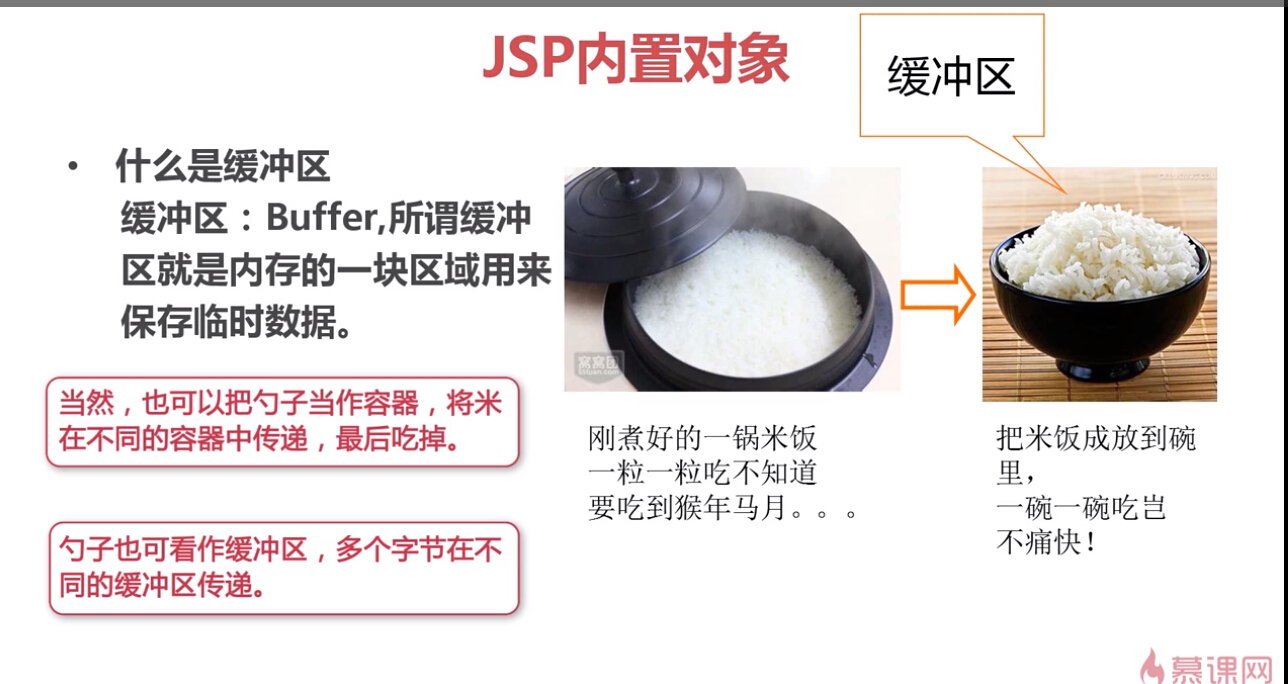 JSP内置对象
缓冲区
• 什么是缓冲区
缓冲区：Buffer,所谓缓冲
区就是内存的一块区域用来
保存临时数据。
当然，也可以把勺子当作容器，将米
在不同的容器中传递，最后吃掉。
勺子也可看作缓冲区，多个字节在不
同的缓冲区传递。
窝窝团
55tuan.com
刚煮好的一锅米饭
一粒一粒吃不知道
要吃到猴年马月。。。
把米饭成放到碗
里，
一碗一碗吃岂
不痛快！
慕课网